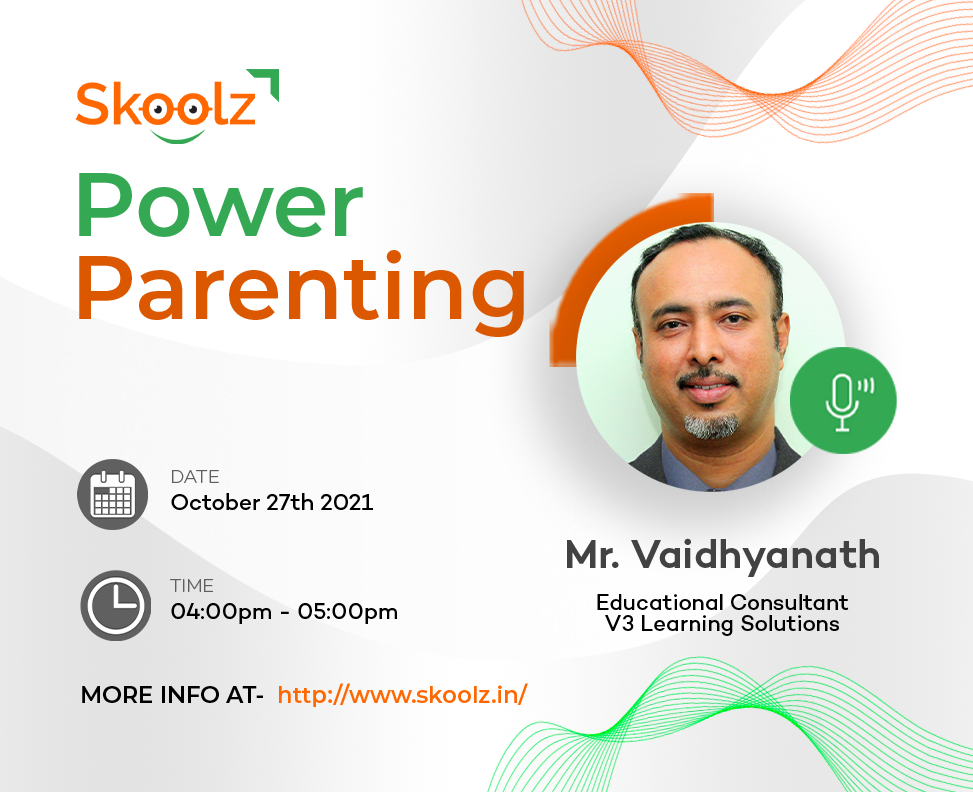 Skoolz
Power
Parenting
DATE
October 27th 2021
TIME
04:00pm - 05:00pm
MORE INFO AT- http://www.skoolz.in/
Mr. Vaidhyanath
Educational Consultant
V3 Learning Solutions